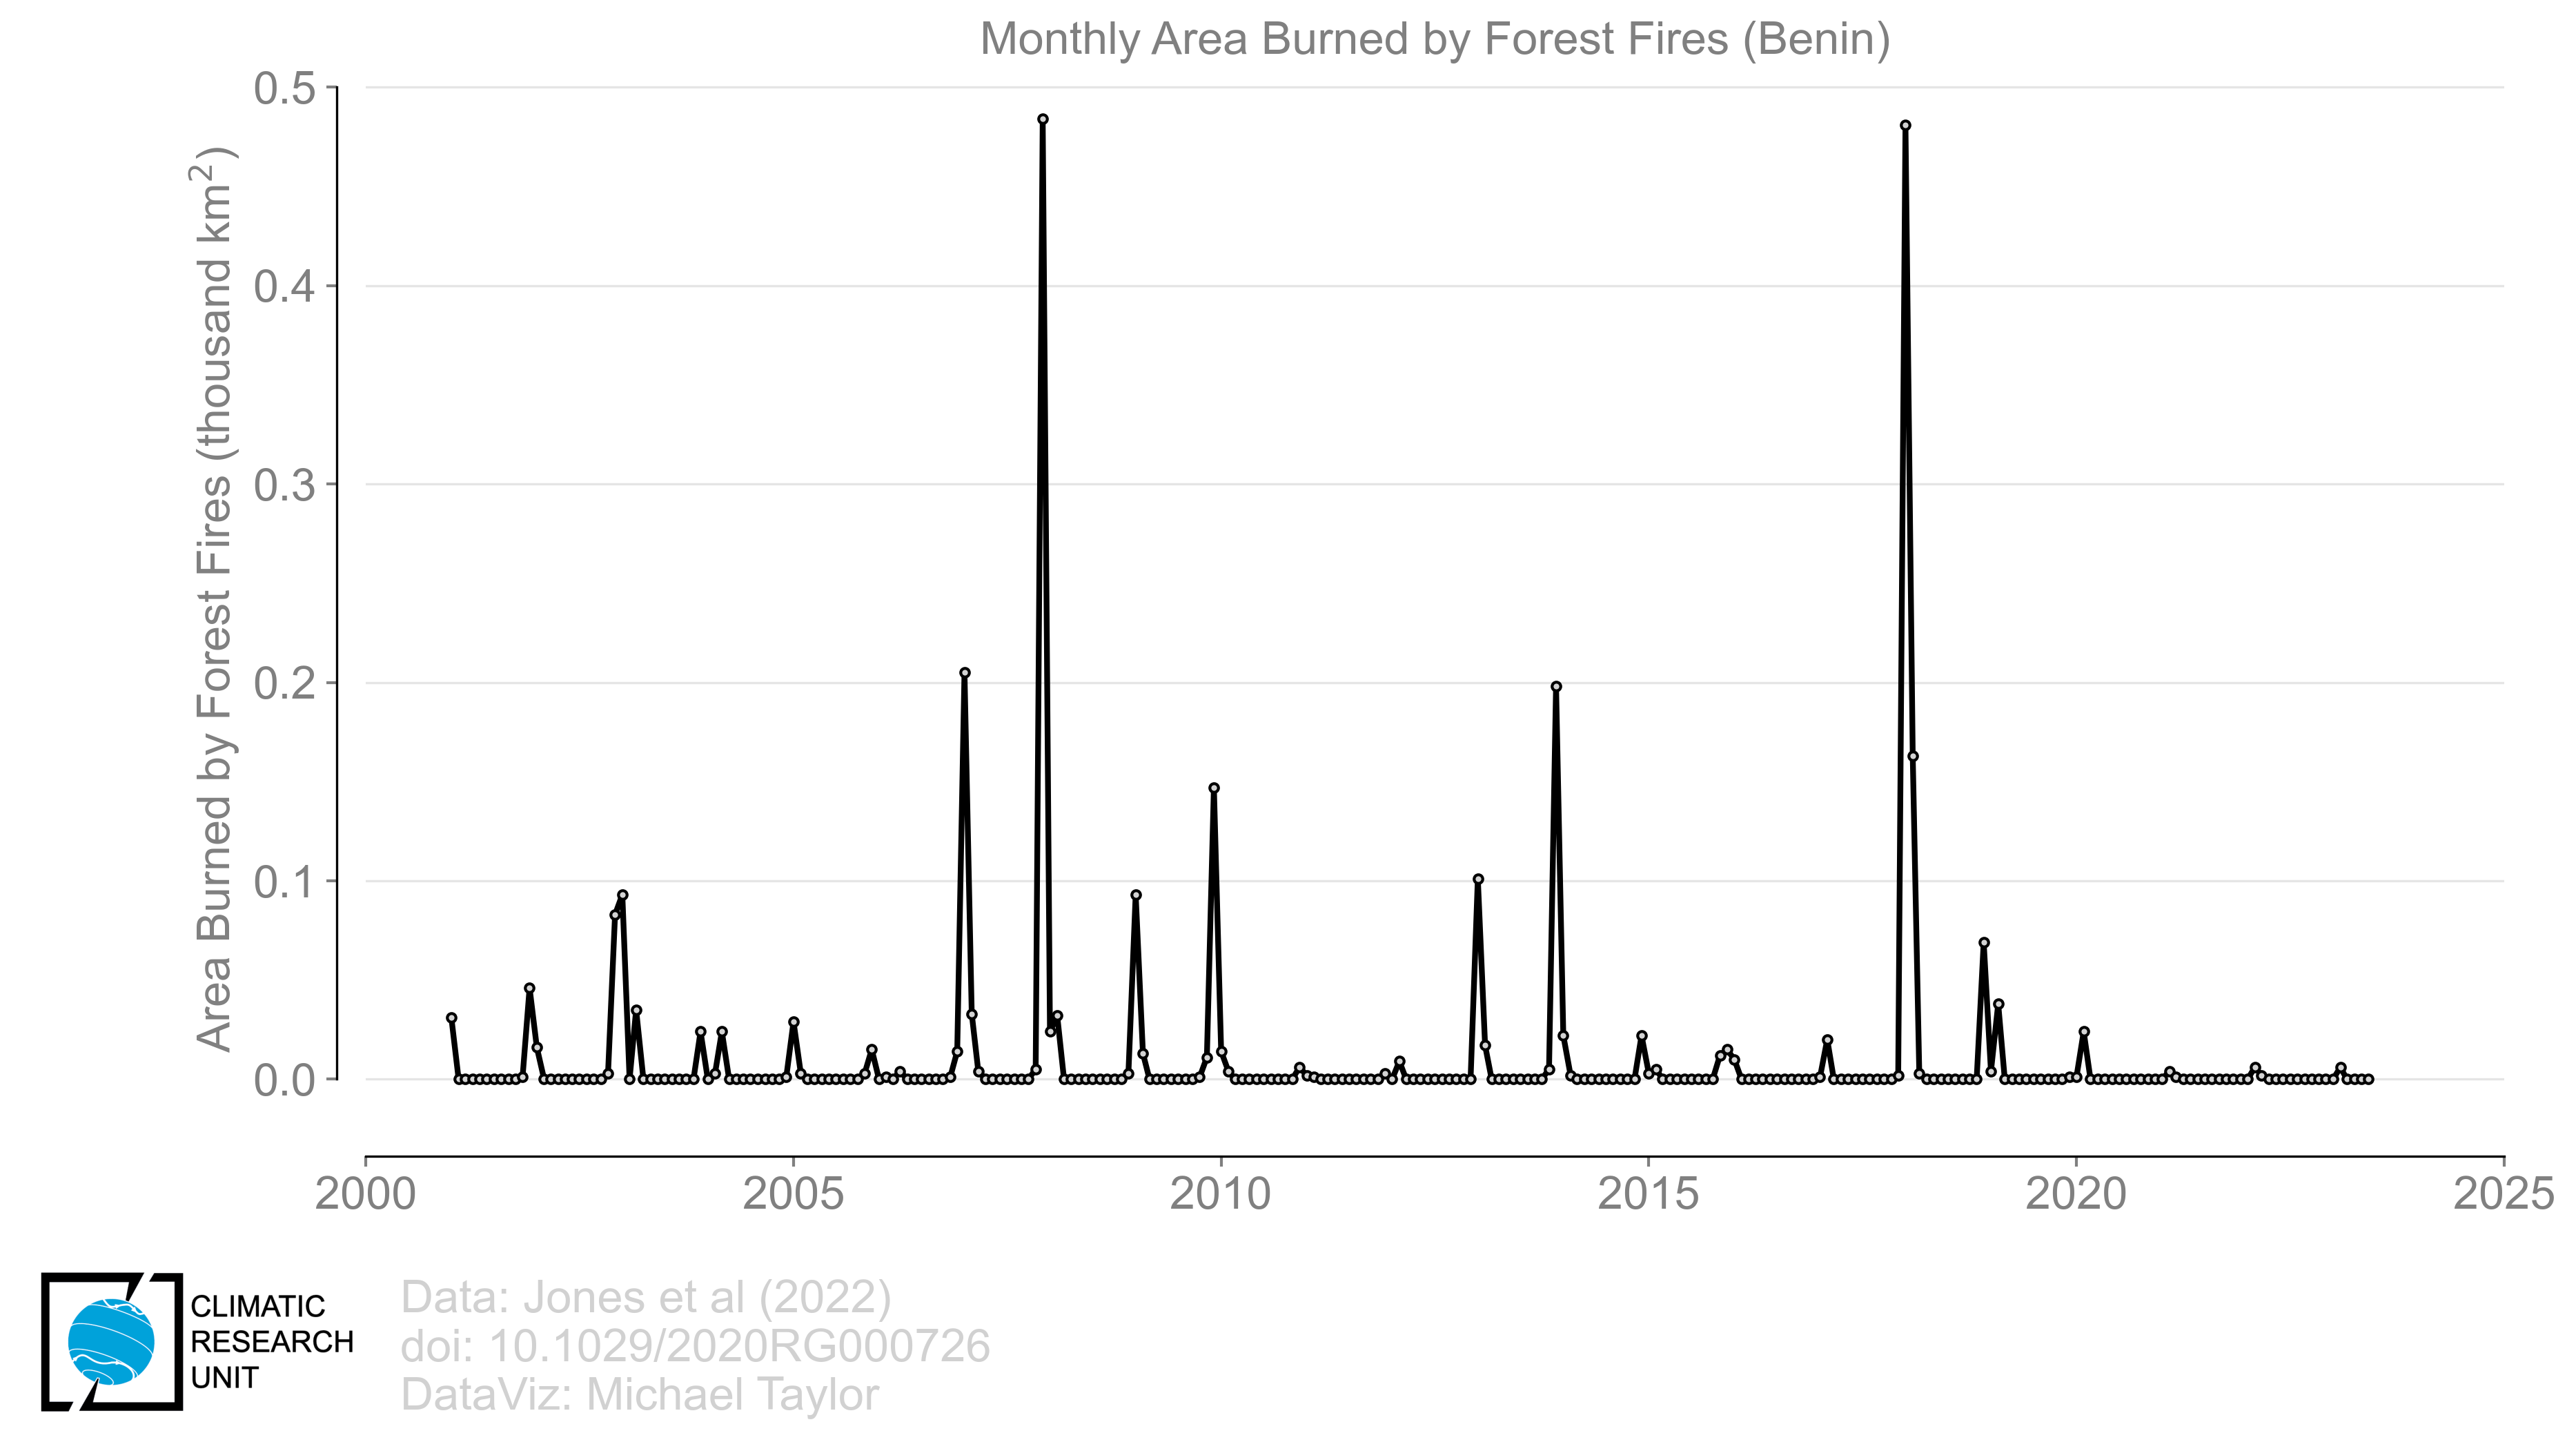 Monthly Area Burned by Forest Fires (Benin)
Area Burned by Forest Fires (thousand km²)
0.5
0.4
0.3
0.2
0.1
0.0
2000 2005 2010 2015 2020 2025
CLIMATIC
RESEARCH
UNIT
Data: Jones et al (2022)
doi: 10.1029/2020RG000726
DataViz: Michael Taylor